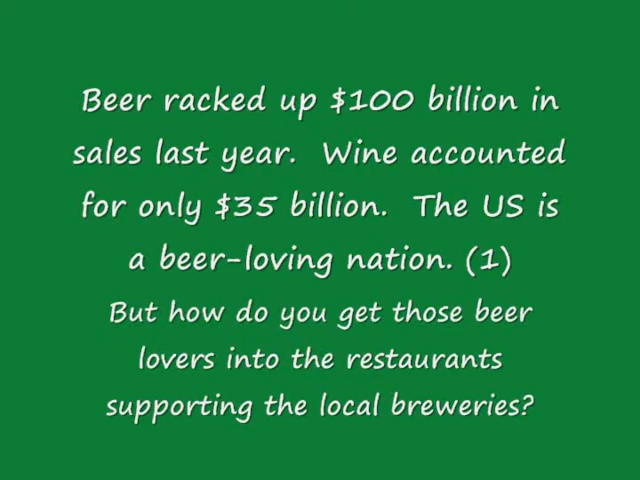 Beer racked up $100 billion in
sales last year.  Wine accounted
for only $35 billion.  The US is
a beer-loving nation. (1)
But how do you get those beer
lovers into the restaurants
supporting the local breweries?